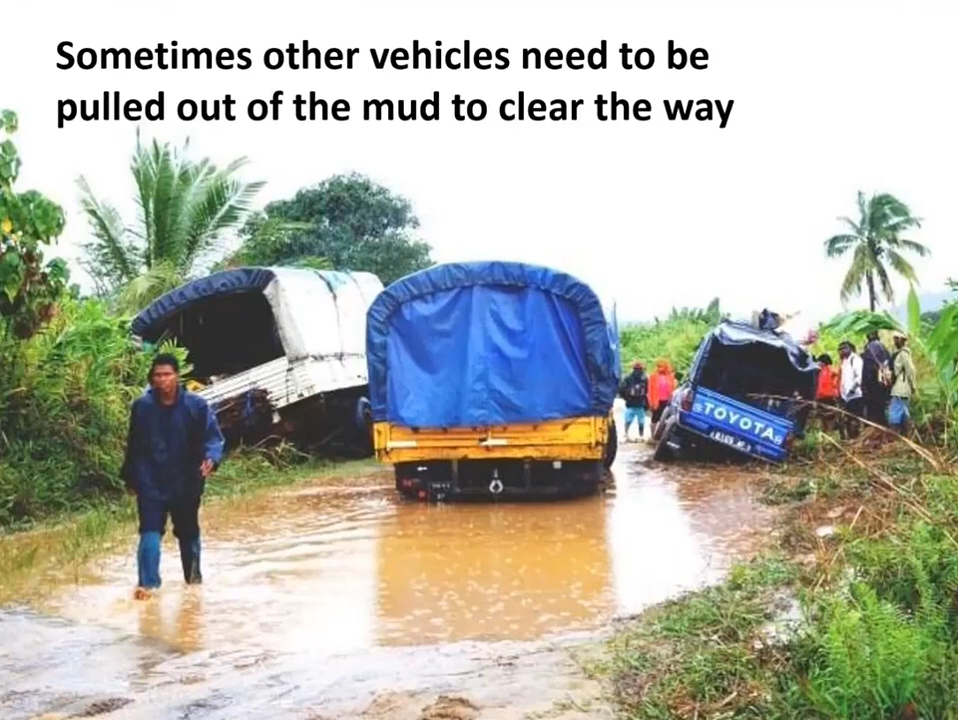 Sometimes other vehicles need to be
pulled out of the mud to clear the way
TOYOTA